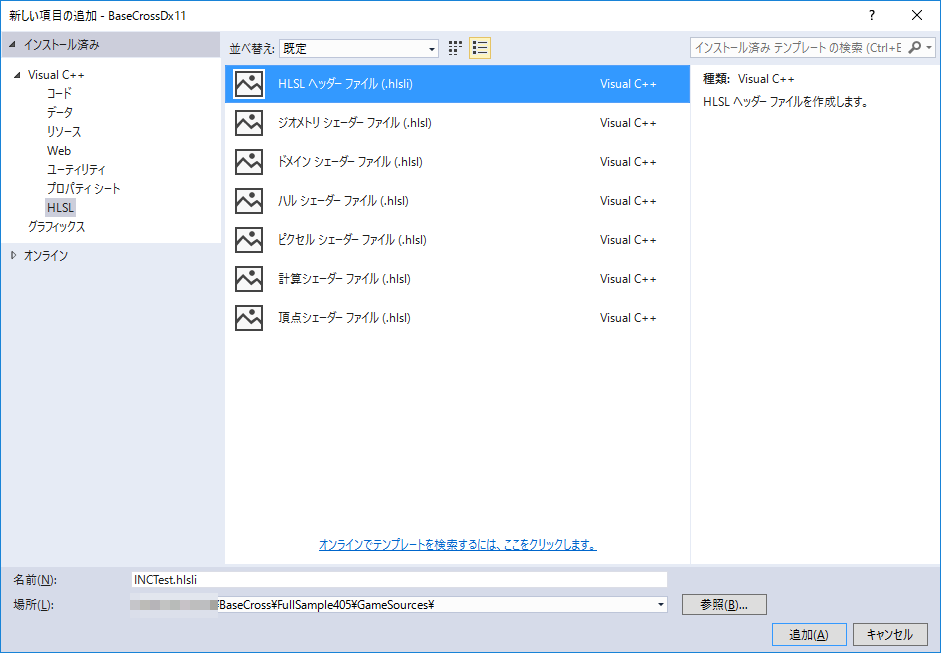 新しい項目の追加 - BaseCrossDx11
インストール済み
並べ替え: 既定
インストール済み テンプレート の検索 (Ctrl+E
Visual C++
コード
データ
リソース
Web
ユーティリティ
プロパティ シート
HLSL
グラフィックス
オンライン
HLSL ヘッダー ファイル (.hlsli) Visual C++
ジオメトリ シェーダー ファイル (.hlsl) Visual C++
ドメイン シェーダー ファイル (.hlsl) Visual C++
ハル シェーダー ファイル (.hlsl) Visual C++
ピクセル シェーダー ファイル (.hlsl) Visual C++
計算シェーダー ファイル (.hlsl) Visual C++
頂点シェーダー ファイル (.hlsl) Visual C++
種類: Visual C++
HLSL ヘッダー ファイルを作成します。
オンラインでテンプレートを検索するには、ここをクリックします。
名前(N): INCTest.hlsli
場所(L): ¥BaseCross¥FullSample405¥GameSources¥
参照(B)...
追加(A) キャンセル